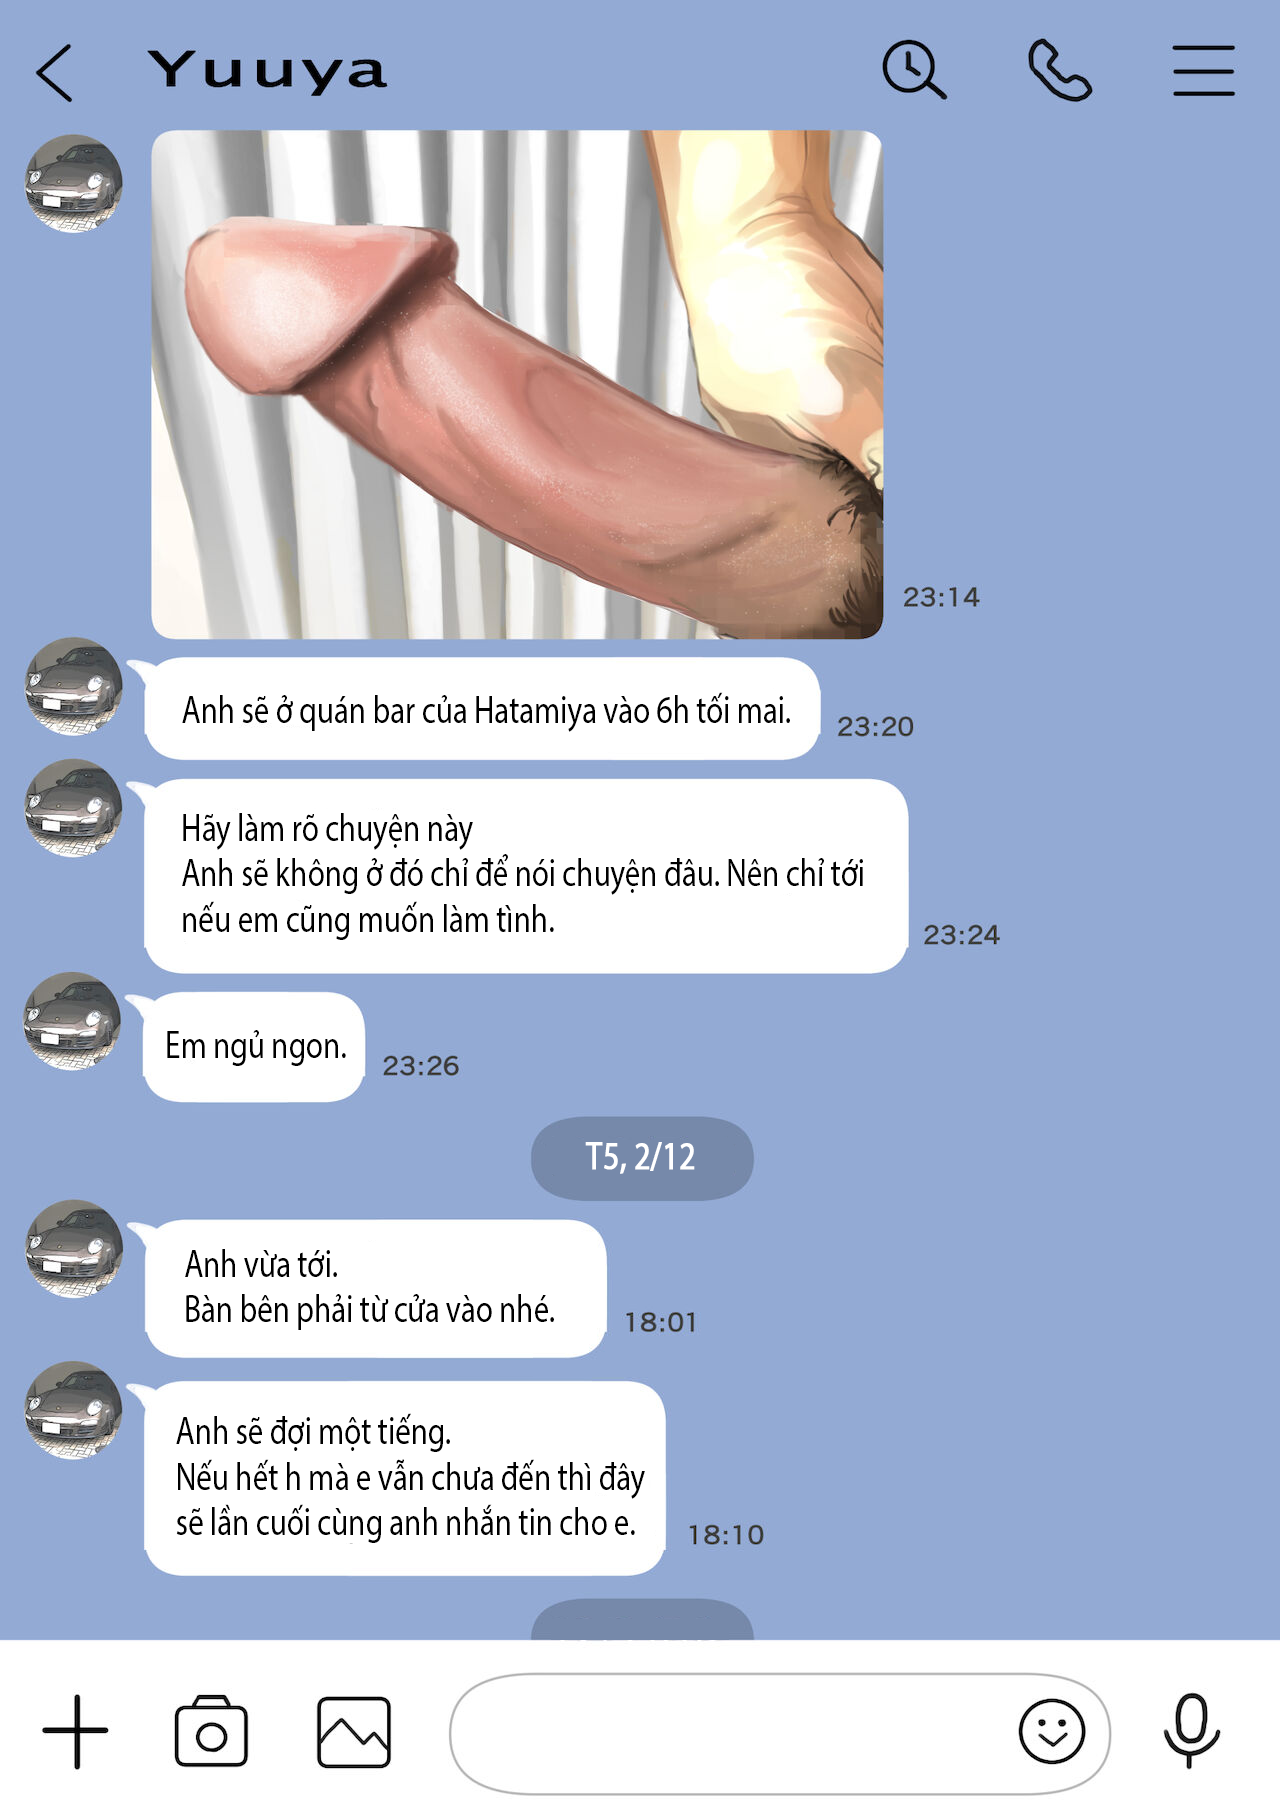 Yuuya
23:14
Anh sẽ ở quán bar của Hatamiya vào 6h tối mai.
23:20
Hãy làm rõ chuyện này
Anh sẽ không ở đó chỉ để nói chuyện đâu. Nên chỉ tới
nếu em cũng muốn làm tình.
23:24
Em ngủ ngon.
23:26
T5, 2/12
Anh vừa tới.
Bàn bên phải từ cửa vào nhé.
18:01
Anh sẽ đợi một tiếng.
Nếu hết h mà e vẫn chưa đến thì đây
sẽ lần cuối cùng anh nhắn tin cho e.
18:10